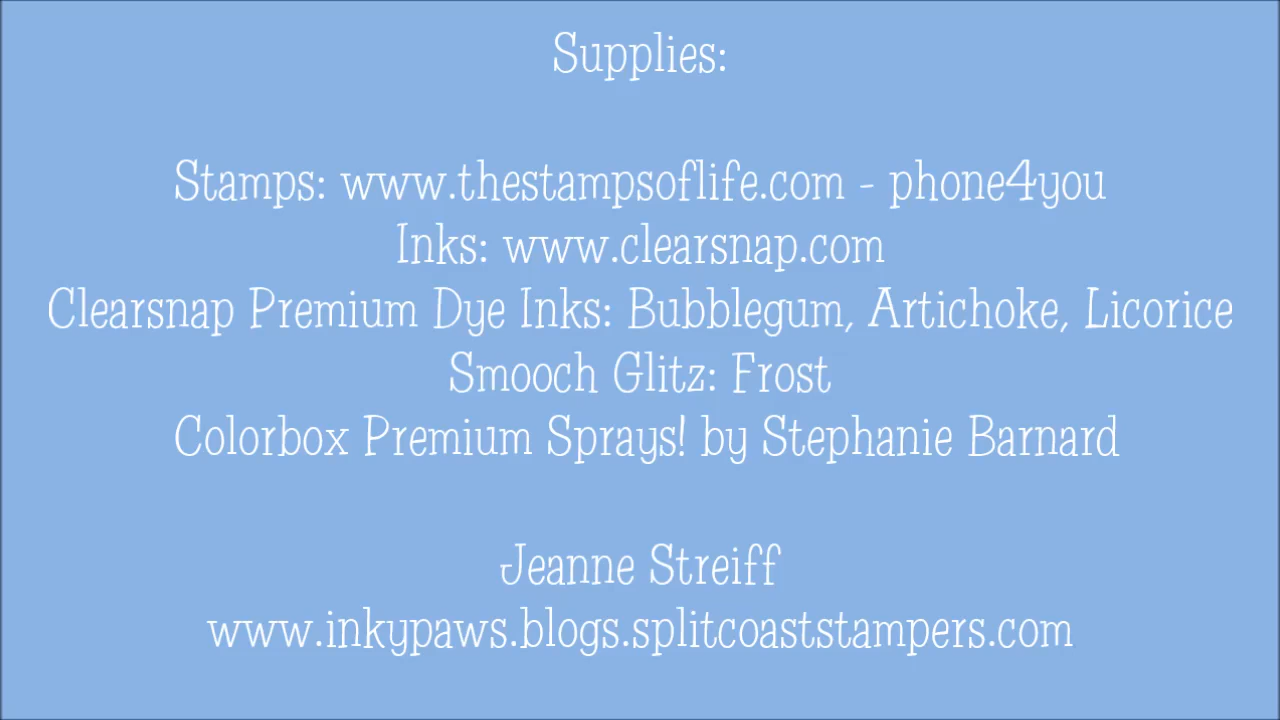 Supplies:
Stamps: www.thestampsoflife.com - phone4you
Inks: www.clearsnap.com
Clearsnap Premium Dye Inks: Bubblegum, Artichoke, Licorice
Smooch Glitz: Frost
Colorbox Premium Sprays! by Stephanie Barnard
Jeanne Streiff
www.inkypaws.blogs.splitcoaststampers.com